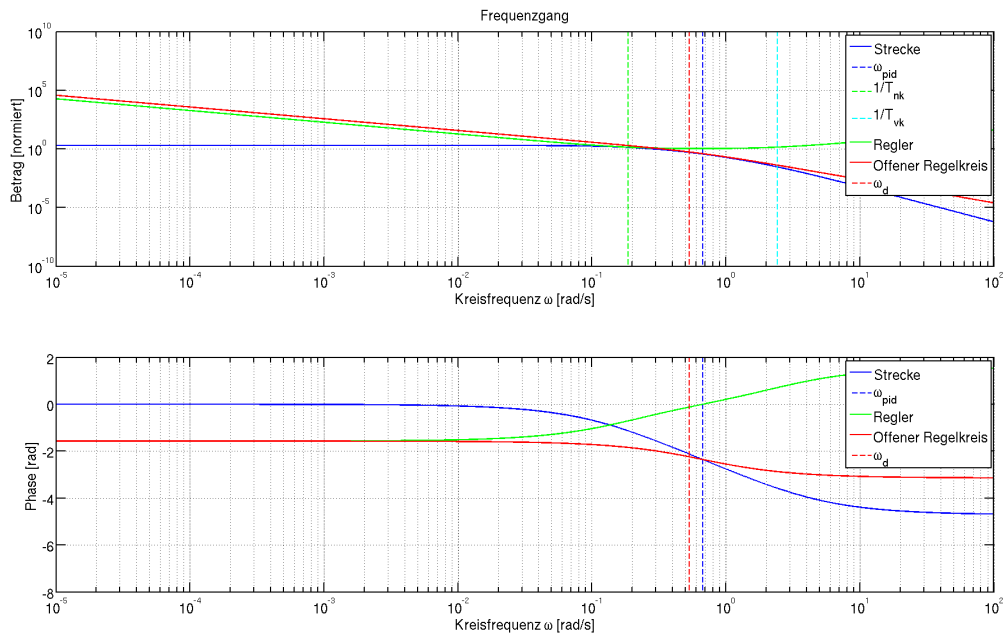 Frequenzgang
Betrag [normiert]
10^10
10^5
10^0
10^-5
10^-10
10^-5
10^-4
10^-3
10^-2
10^-1
10^0
10^1
10^2
Kreisfrequenz ω [rad/s]
Strecke
ω_pid
1/T_nk
1/T_vk
Regler
Offener Regelkreis
ω_d
Phase [rad]
2
0
-2
-4
-6
-8
10^-5
10^-4
10^-3
10^-2
10^-1
10^0
10^1
10^2
Kreisfrequenz ω [rad/s]
Strecke
ω_pid
Regler
Offener Regelkreis
ω_d